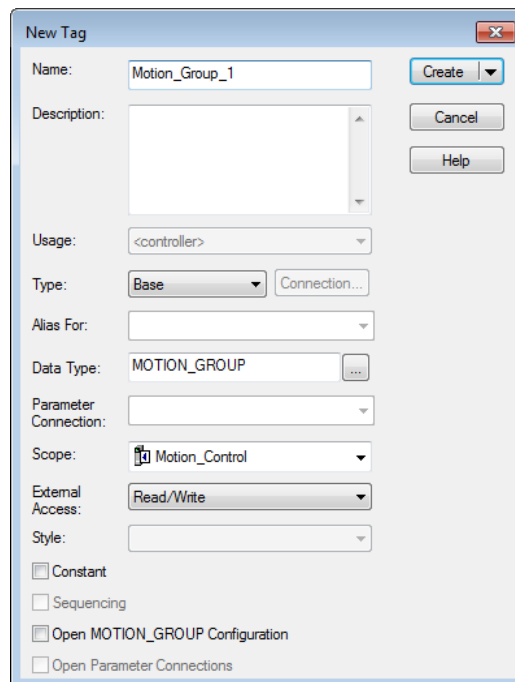 New Tag
Name: Motion_Group_1 Create
Description: Cancel
Help
Usage: <controller>
Type: Base Connection...
Alias For:
Data Type: MOTION_GROUP ...
Parameter
Connection:
Scope: Motion_Control
External
Access: Read/Write
Style:
Constant
Sequencing
Open MOTION_GROUP Configuration
Open Parameter Connections